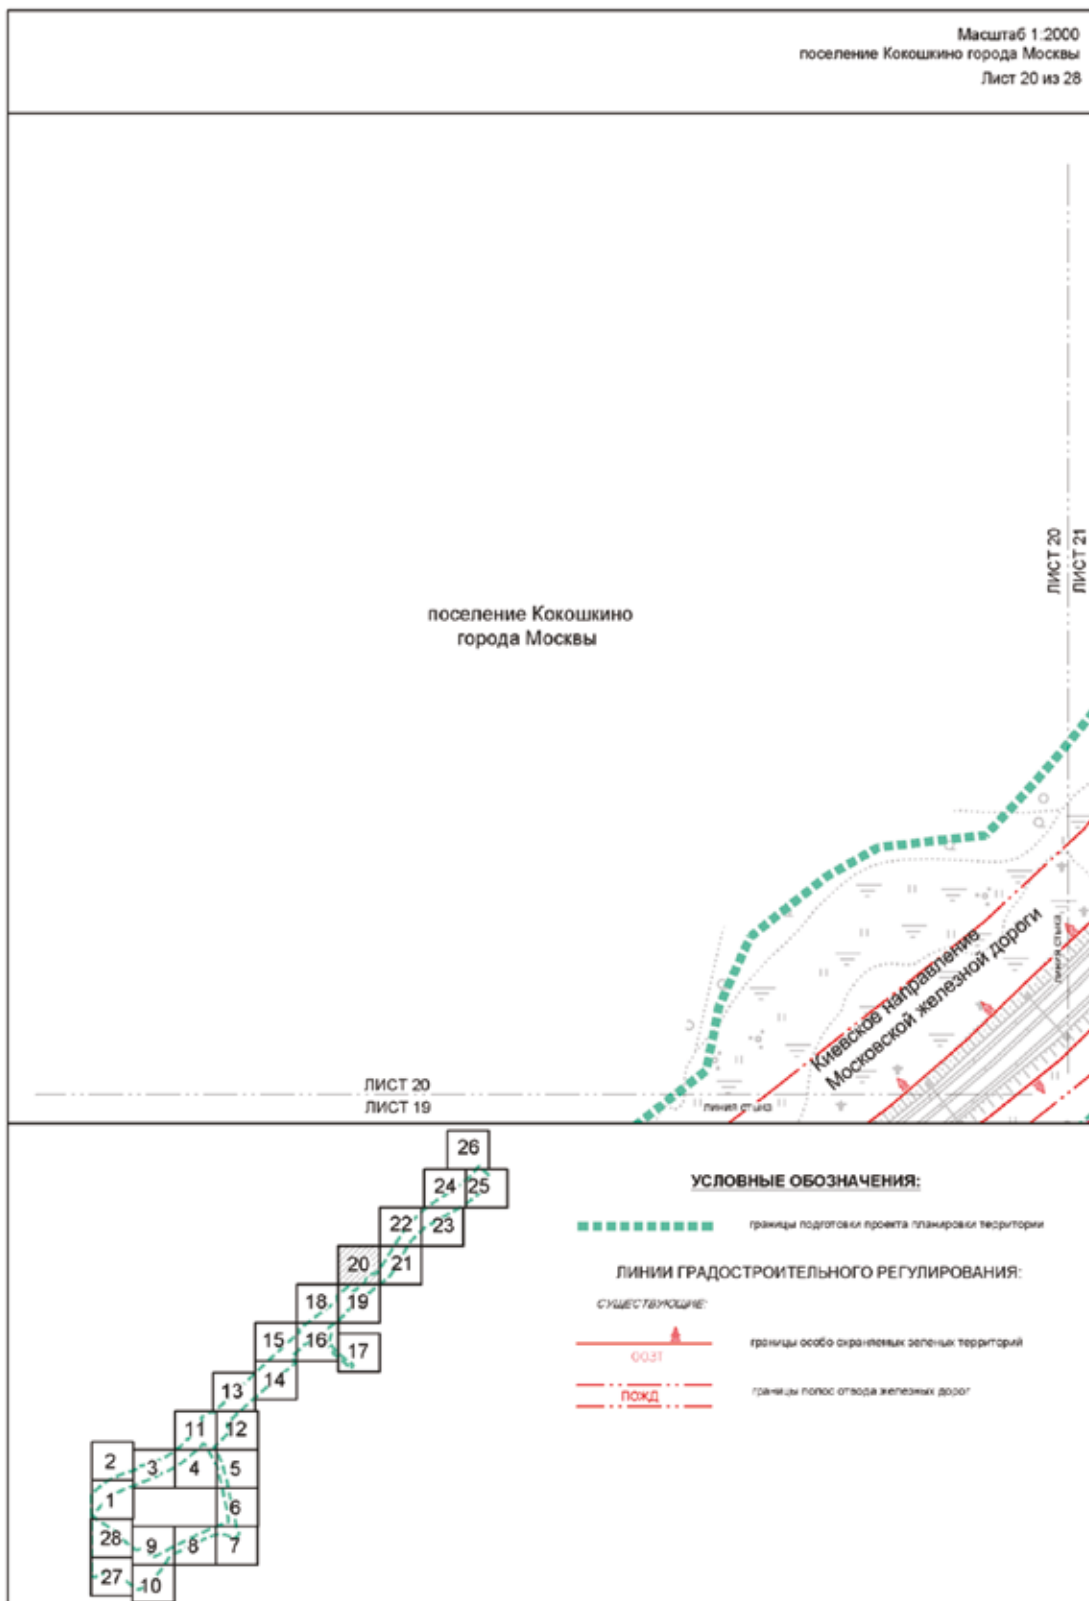 Масштаб 1:2000
поселение Кокошкино города Москвы
Лист 20 из 28
ЛИСТ 20
ЛИСТ 21
поселение Кокошкино
города Москвы
Киевское направление
Московской железной дороги
линия стыка
ЛИСТ 20
ЛИСТ 19
линия стыка
26
24
25
22
23
20
21
18
19
15
16
17
14
13
11
12
2
3
4
5
1
6
28
9
8
7
27
10
УСЛОВНЫЕ ОБОЗНАЧЕНИЯ:
границы подготовки проекта планировки территории
ЛИНИИ ГРАДОСТРОИТЕЛЬНОГО РЕГУЛИРОВАНИЯ:
СУЩЕСТВУЮЩИЕ:
ООЗТ
границы особо охраняемых зеленых территорий
ПОЖД
границы полос отвода железных дорог